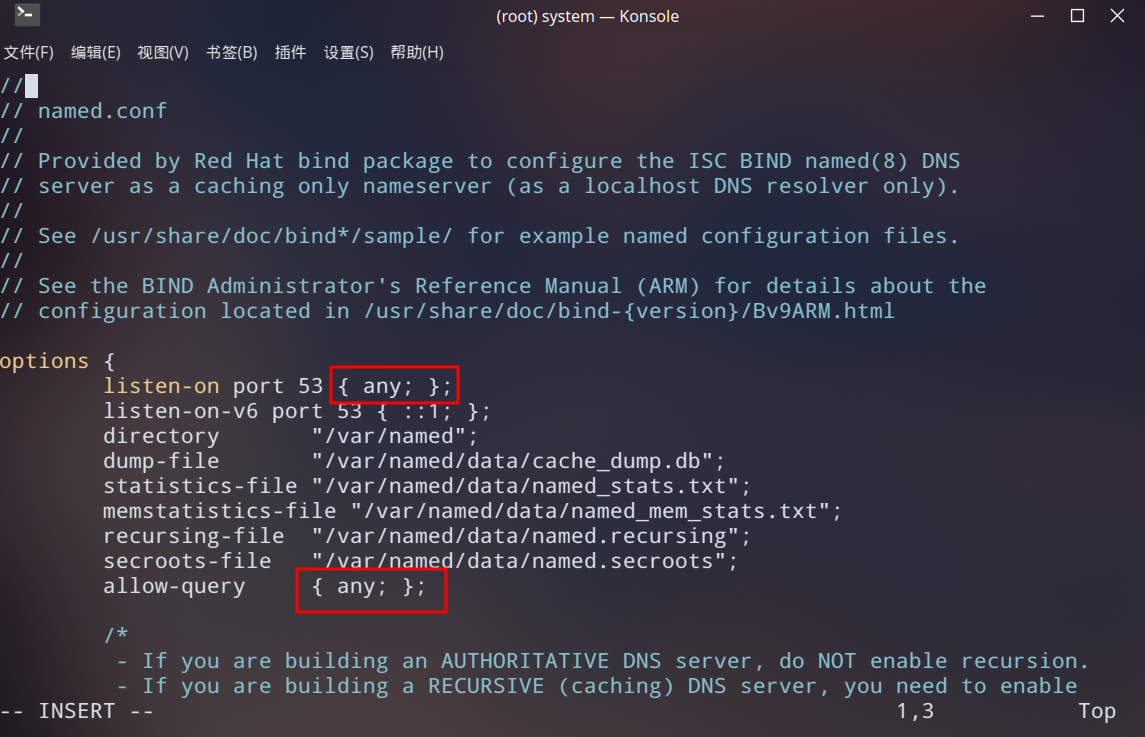 (root) system — Konsole
文件(F) 编辑(E) 视图(V) 书签(B) 插件 设置(S) 帮助(H)
//
// named.conf
//
// Provided by Red Hat bind package to configure the ISC BIND named(8) DNS
// server as a caching only nameserver (as a localhost DNS resolver only).
//
// See /usr/share/doc/bind*/sample/ for example named configuration files.
//
// See the BIND Administrator's Reference Manual (ARM) for details about the
// configuration located in /usr/share/doc/bind-{version}/Bv9ARM.html
options {
listen-on port 53 { any; };
listen-on-v6 port 53 { ::1; };
directory "/var/named";
dump-file "/var/named/data/cache_dump.db";
statistics-file "/var/named/data/named_stats.txt";
memstatistics-file "/var/named/data/named_mem_stats.txt";
recursing-file "/var/named/data/named.recursing";
secroots-file "/var/named/data/named.secroots";
allow-query { any; };
/*
- If you are building an AUTHORITATIVE DNS server, do NOT enable recursion.
- If you are building a RECURSIVE (caching) DNS server, you need to enable
-- INSERT -- 1,3 Top